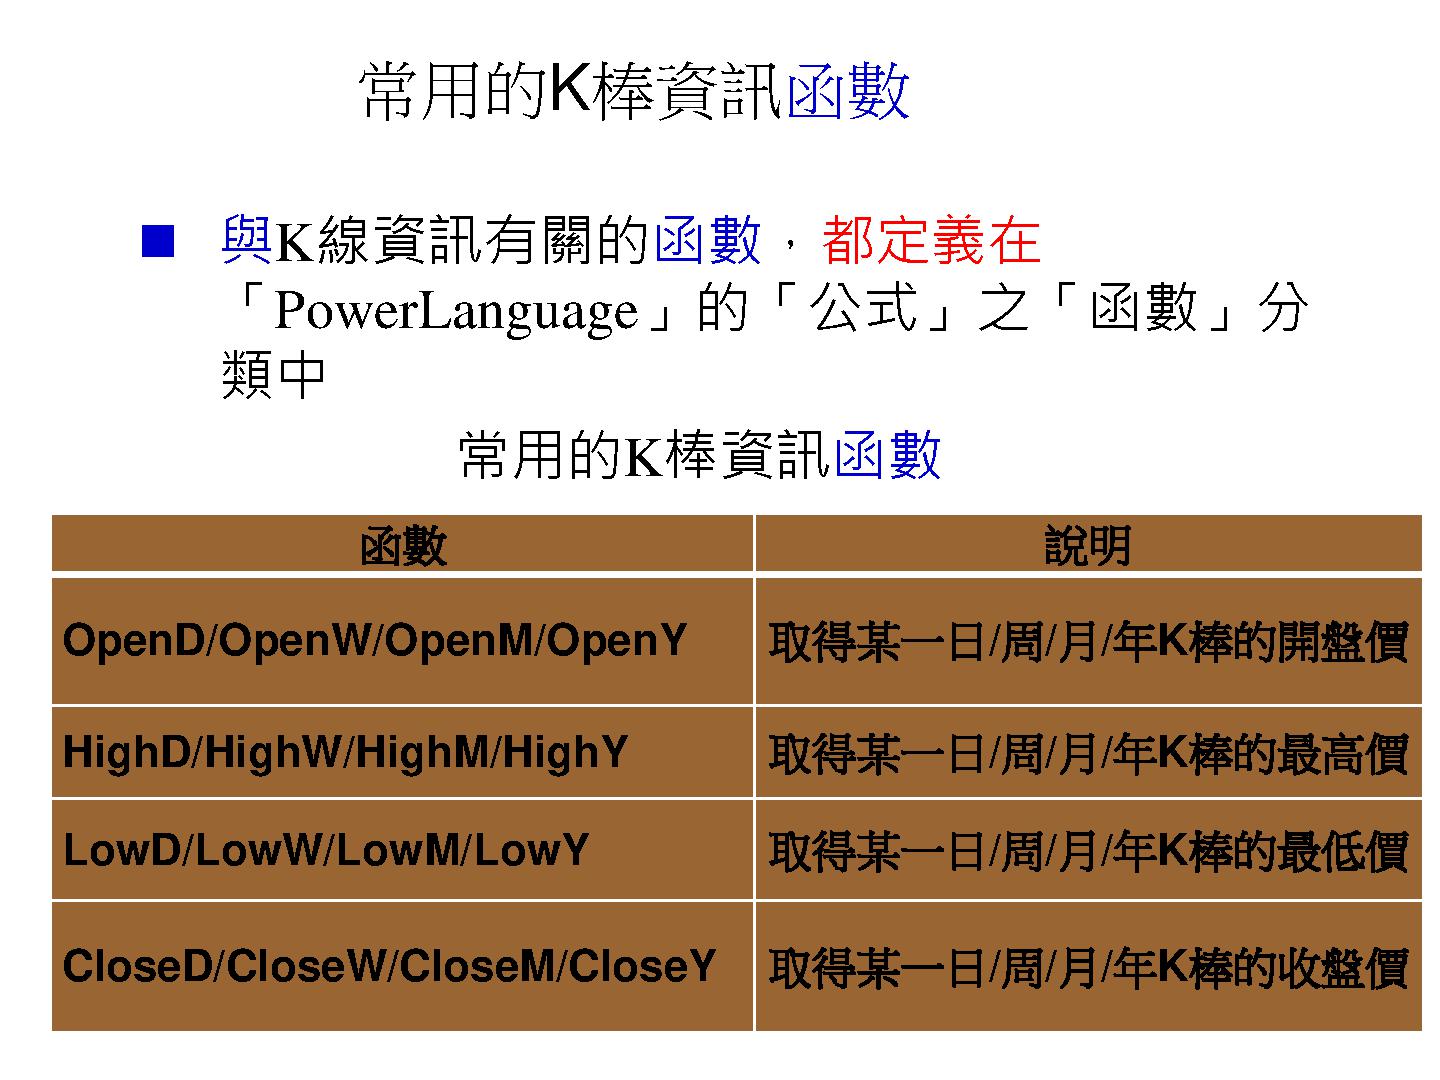 常用的K棒資訊函數
■ 與K線資訊有關的函數，都定義在
「PowerLanguage」的「公式」之「函數」分
類中
常用的K棒資訊函數
函數 說明
OpenD/OpenW/OpenM/OpenY 取得某一日/周/月/年K棒的開盤價
HighD/HighW/HighM/HighY 取得某一日/周/月/年K棒的最高價
LowD/LowW/LowM/LowY 取得某一日/周/月/年K棒的最低價
CloseD/CloseW/CloseM/CloseY 取得某一日/周/月/年K棒的收盤價